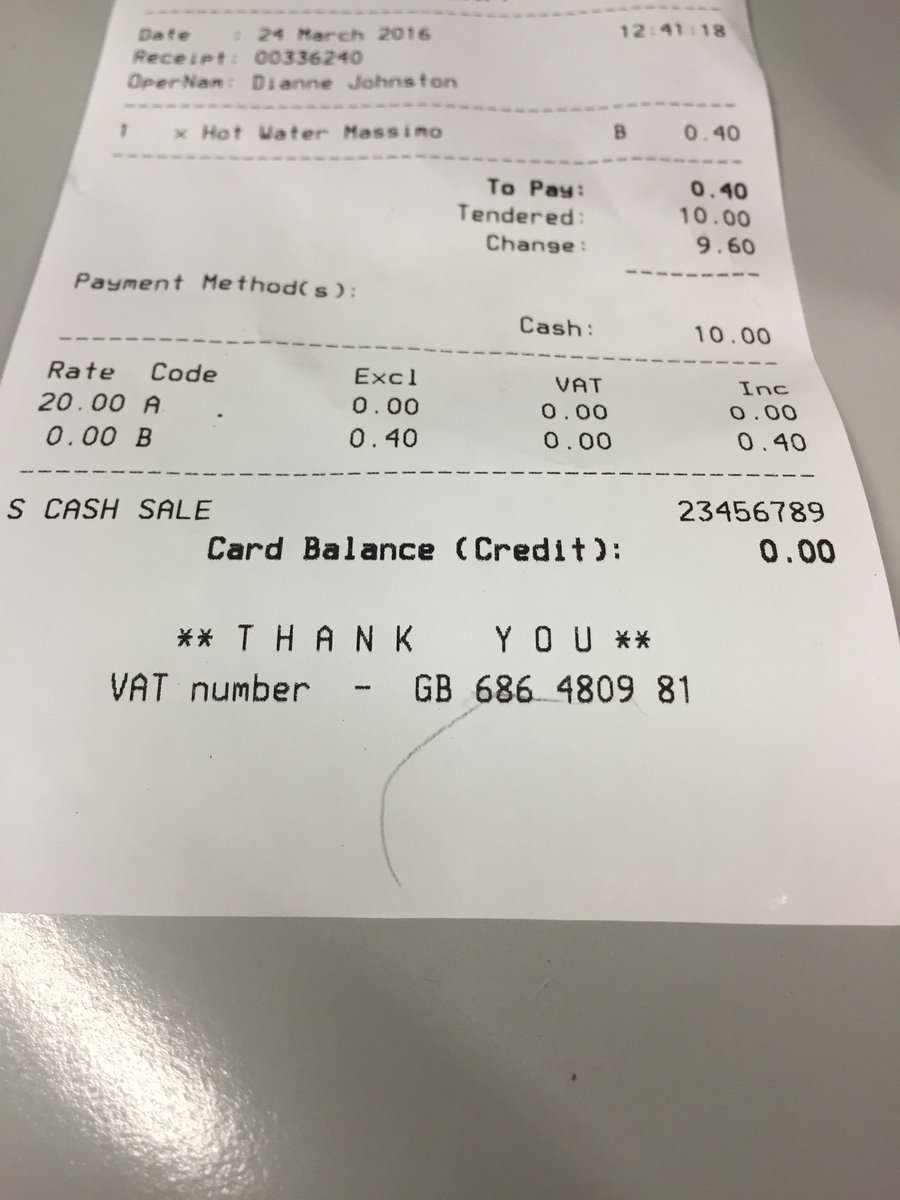 Date : 24 March 2016 12:41:18
Receipt: 00336240
OperNam: Dianne Johnston
1 x Hot Water Massimo B 0.40
To Pay: 0.40
Tendered: 10.00
Change: 9.60
Payment Method(s):
Cash: 10.00
Rate Code Excl VAT Inc
20.00 A 0.00 0.00 0.00
0.00 B 0.40 0.00 0.40
S CASH SALE 23456789
Card Balance (Credit): 0.00
** T H A N K Y O U **
VAT number - GB 686 4809 81